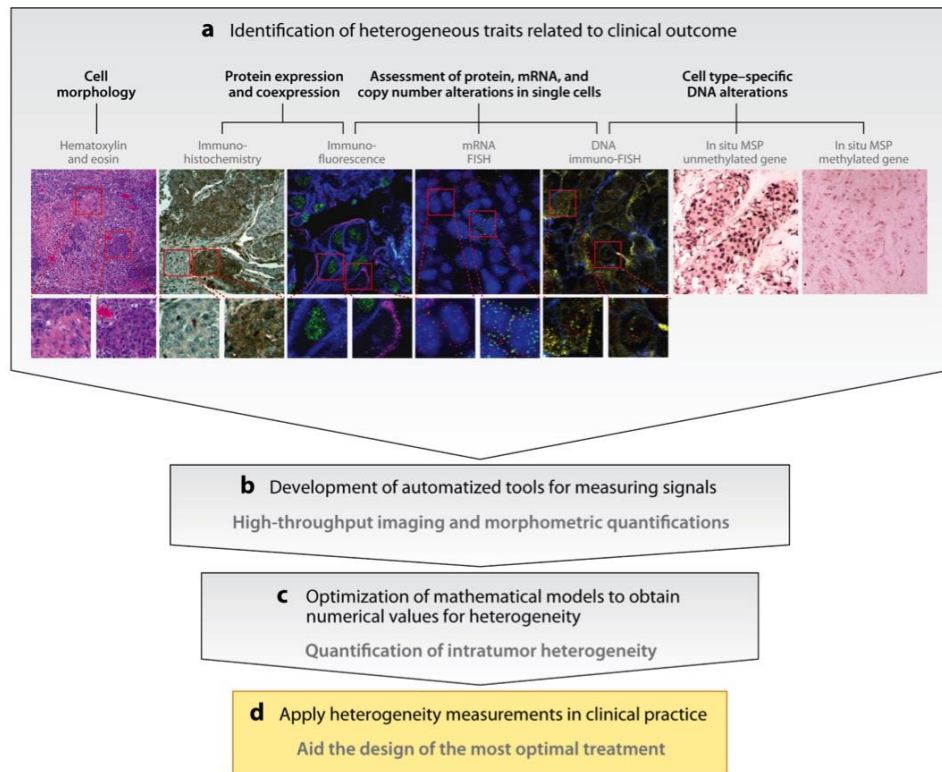 a Identification of heterogeneous traits related to clinical outcome
Cell
morphology
Protein expression
and coexpression
Assessment of protein, mRNA, and
copy number alterations in single cells
Cell type–specific
DNA alterations
Hematoxylin
and eosin
Immuno-
histochemistry
Immuno-
fluorescence
mRNA
FISH
DNA
immuno-FISH
In situ MSP
unmethylated gene
In situ MSP
methylated gene
b Development of automatized tools for measuring signals
High-throughput imaging and morphometric quantifications
c Optimization of mathematical models to obtain
numerical values for heterogeneity
Quantification of intratumor heterogeneity
d Apply heterogeneity measurements in clinical practice
Aid the design of the most optimal treatment